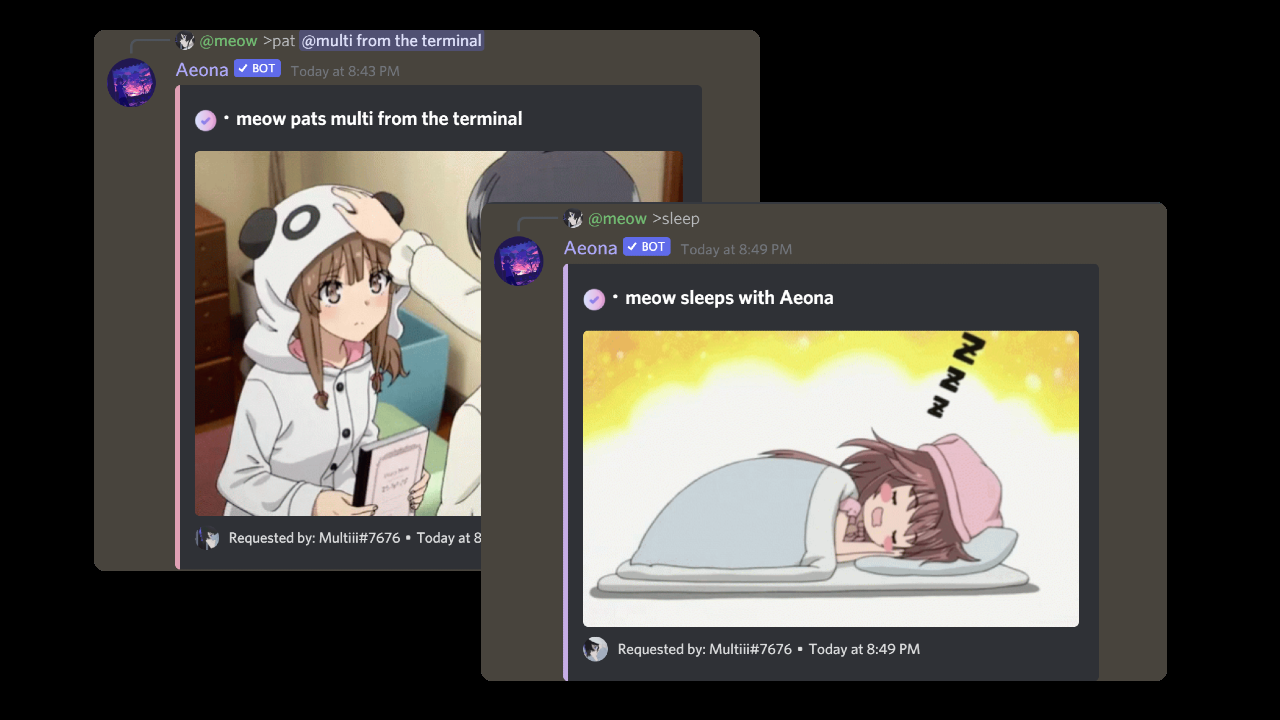 @meow >pat @multi from the terminal
Aeona ✓ BOT Today at 8:43 PM
• meow pats multi from the terminal
Requested by: Multiii#7676 • Today at 8
@meow >sleep
Aeona ✓ BOT Today at 8:49 PM
• meow sleeps with Aeona
Z
Z
Z
Requested by: Multiii#7676 • Today at 8:49 PM